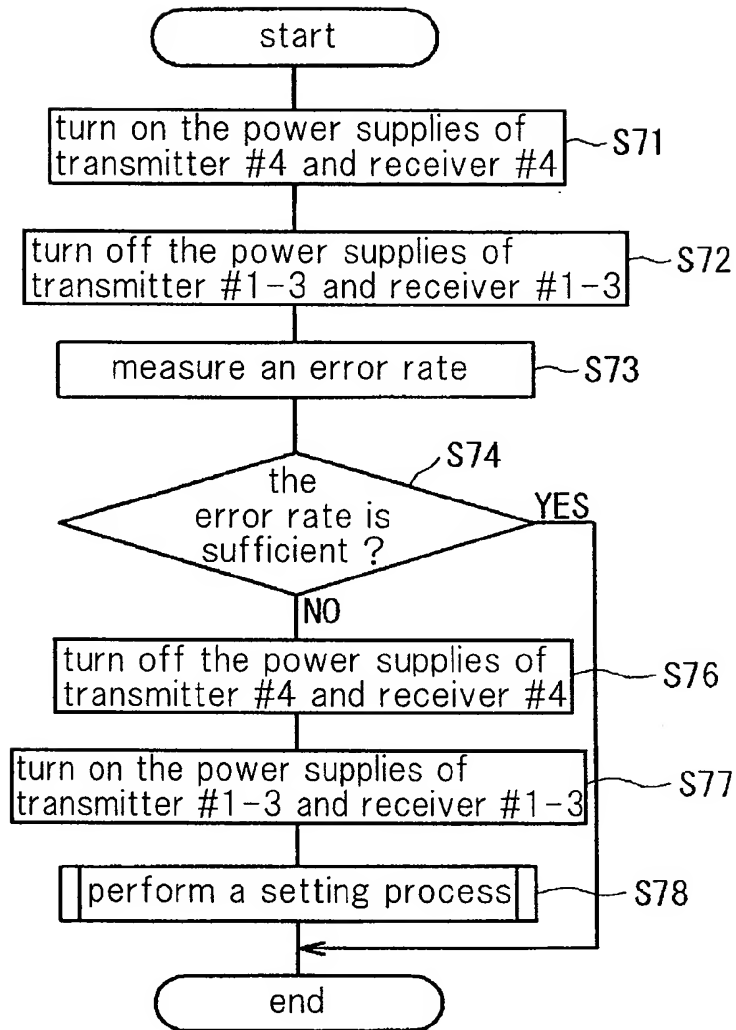 start
turn on the power supplies of
transmitter #4 and receiver #4
S71
turn off the power supplies of
transmitter #1-3 and receiver #1-3
S72
measure an error rate
S73
S74
the
error rate is
sufficient ?
YES
NO
turn off the power supplies of
transmitter #4 and receiver #4
S76
turn on the power supplies of
transmitter #1-3 and receiver #1-3
S77
perform a setting process
S78
end